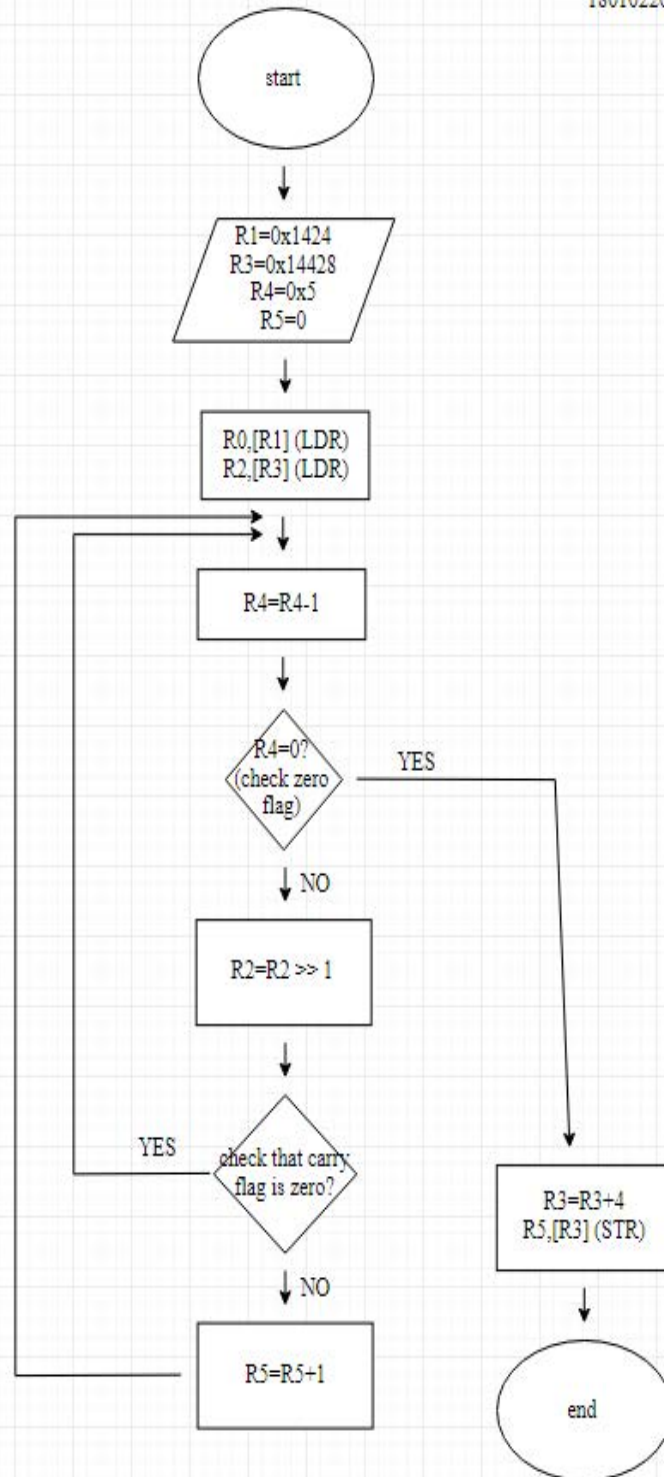 start
R1=0x1424
R3=0x14428
R4=0x5
R5=0
R0,[R1] (LDR)
R2,[R3] (LDR)
R4=R4-1
R4=0?
(check zero
flag)
YES
NO
R2=R2 >> 1
check that carry
flag is zero?
YES
NO
R5=R5+1
R3=R3+4
R5,[R3] (STR)
end